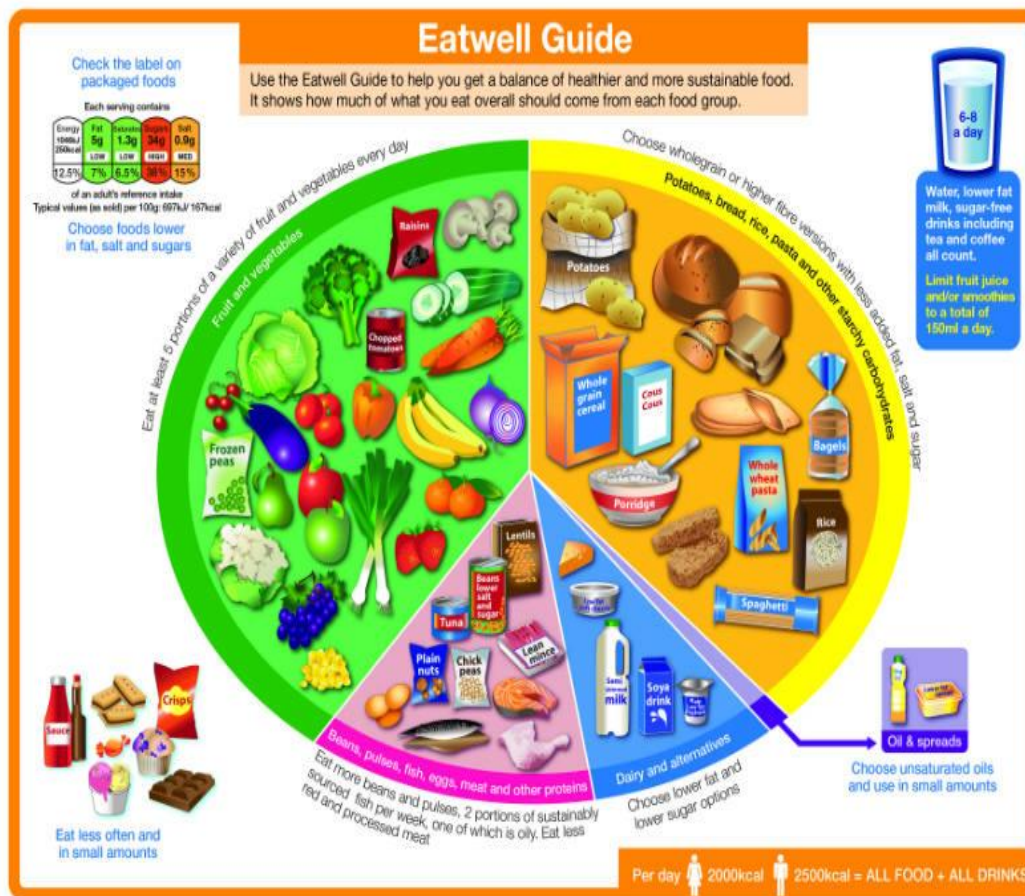 Eatwell Guide
Use the Eatwell Guide to help you get a balance of healthier and more sustainable food.
It shows how much of what you eat overall should come from each food group.
Check the label on
packaged foods
Each serving contains
Energy
1046kJ
250kcal
12.5%
Fat
5g
LOW
7%
Saturates
1.3g
LOW
6.5%
Sugars
34g
HIGH
38%
Salt
0.9g
MED
15%
of an adult's reference intake
Typical values (as sold) per 100g: 697kJ/ 167kcal
Choose foods lower
in fat, salt and sugars
6-8
a day
Water, lower fat
milk, sugar-free
drinks including
tea and coffee
all count.
Limit fruit juice
and/or smoothies
to a total of
150ml a day.
Eat at least 5 portions of a variety of fruit and vegetables every day
Fruit and vegetables
Raisins
Chopped
tomatoes
Frozen
peas
Choose wholegrain or higher fibre versions with less added fat, salt and sugar
Potatoes, bread, rice, pasta and other starchy carbohydrates
Potatoes
Whole
grain
cereal
Cous
Cous
Bagels
Porridge
Whole
wheat
pasta
Rice
Spaghetti
Lentils
Beans
lower
salt
and
sugar
Tuna
Lean
mince
Plain
nuts
Chick
peas
Beans, pulses, fish, eggs, meat and other proteins
Eat more beans and pulses, 2 portions of sustainably
sourced fish per week, one of which is oily. Eat less
red and processed meat
Semi
milk
Soya
drink
Dairy and alternatives
Choose lower fat and
lower sugar options
Oil & spreads
Choose unsaturated oils
and use in small amounts
Sauce
Crisps
Eat less often and
in small amounts
Per day 2000kcal 2500kcal = ALL FOOD + ALL DRINKS